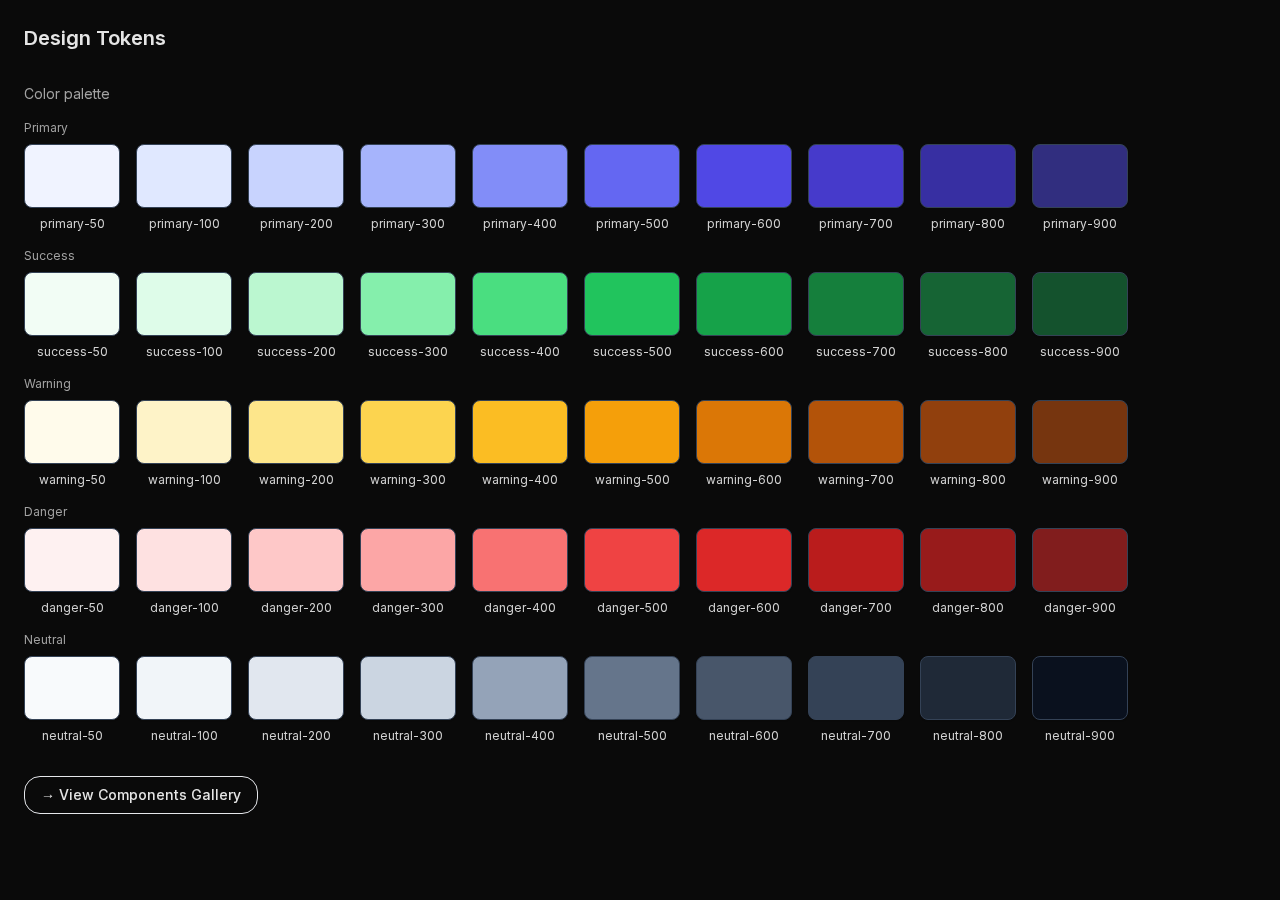 Design Tokens
Color palette
Primary
primary-50 primary-100 primary-200 primary-300 primary-400 primary-500 primary-600 primary-700 primary-800 primary-900
Success
success-50 success-100 success-200 success-300 success-400 success-500 success-600 success-700 success-800 success-900
Warning
warning-50 warning-100 warning-200 warning-300 warning-400 warning-500 warning-600 warning-700 warning-800 warning-900
Danger
danger-50 danger-100 danger-200 danger-300 danger-400 danger-500 danger-600 danger-700 danger-800 danger-900
Neutral
neutral-50 neutral-100 neutral-200 neutral-300 neutral-400 neutral-500 neutral-600 neutral-700 neutral-800 neutral-900
→ View Components Gallery